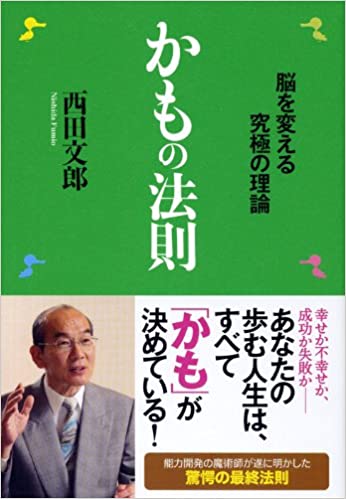 脳を変える
究極の理論
かもの法則
西田文郎
Nishida Fumio
幸せか不幸せか、
成功か失敗か――
あなたの
歩む人生は、
すべて
「かも」が
決めている!
能力開発の魔術師が遂に明かした
驚愕の最終法則